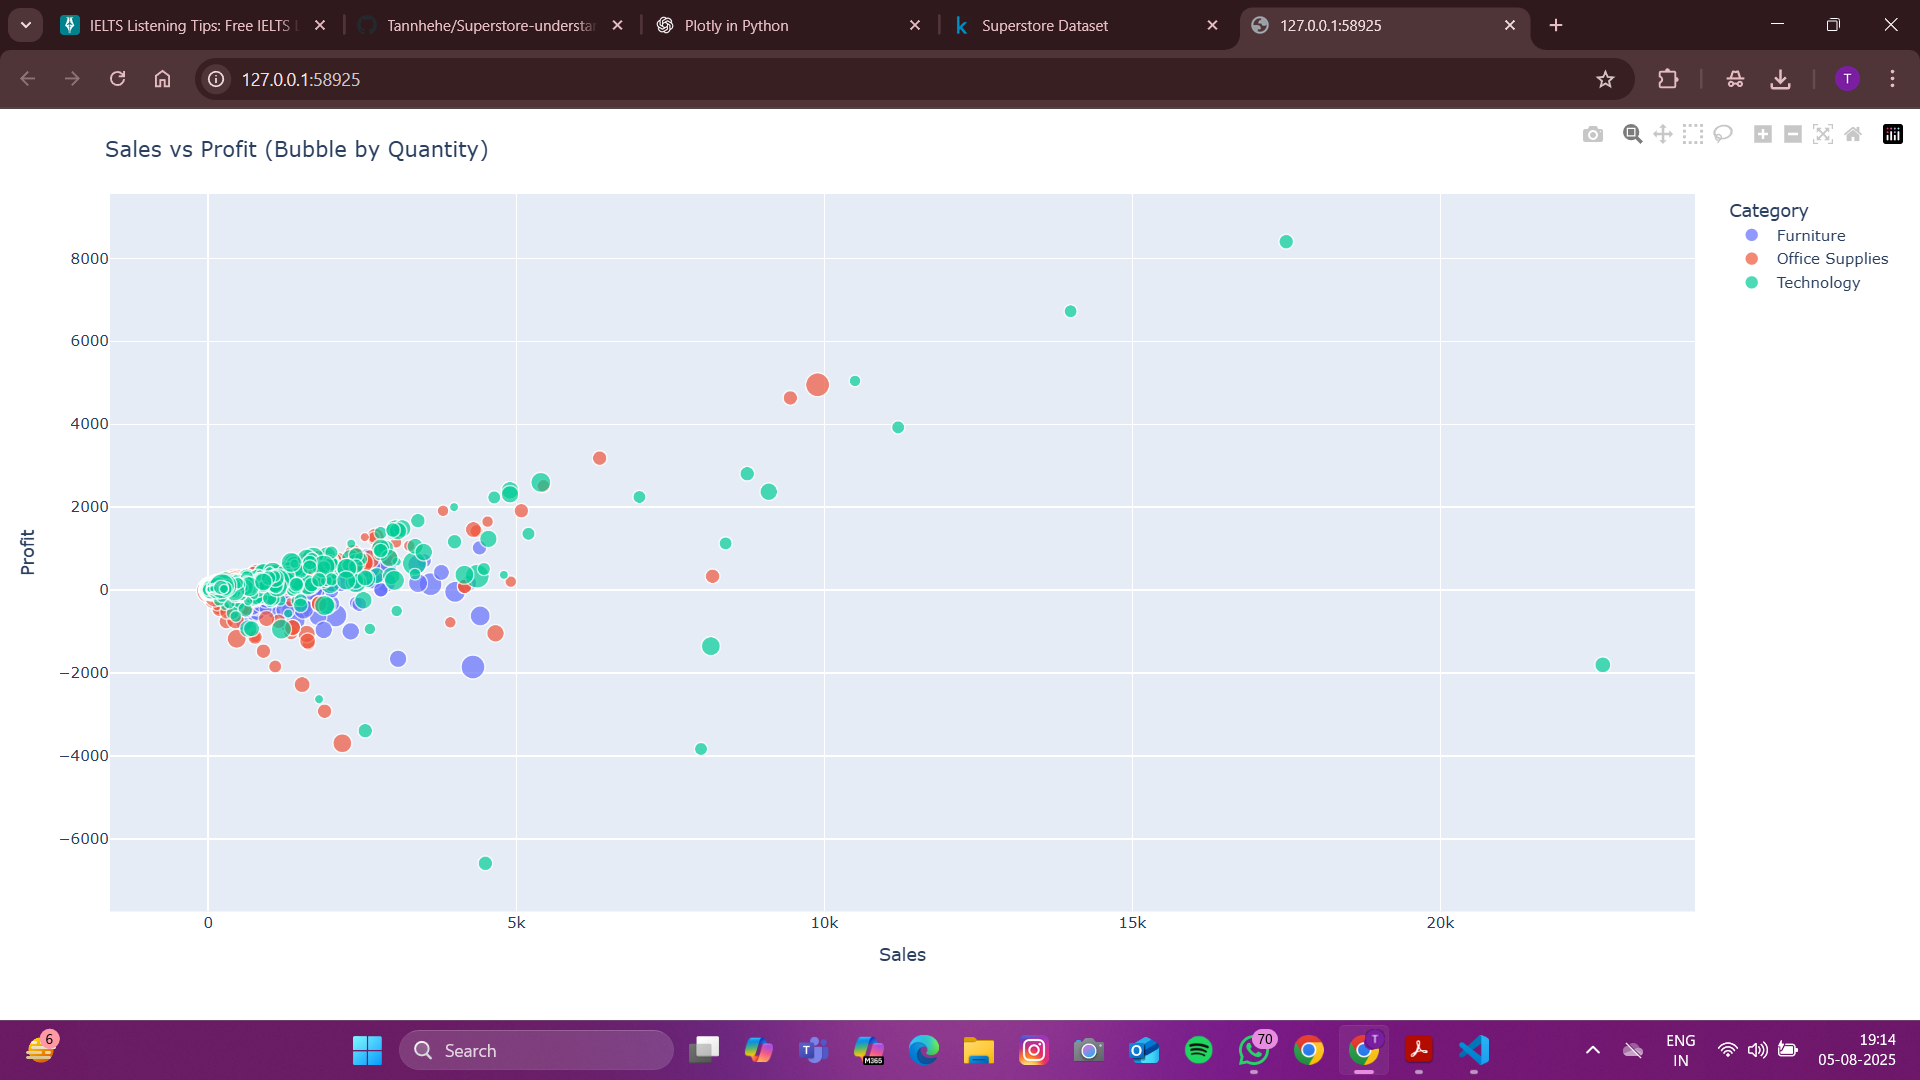 IELTS Listening Tips: Free IELTS L
Tannhehe/Superstore-understan
Plotly in Python
Superstore Dataset
127.0.0.1:58925
127.0.0.1:58925
T
Sales vs Profit (Bubble by Quantity)
Category
Furniture
Office Supplies
Technology
8000
6000
4000
2000
0
−2000
−4000
−6000
Profit
0
5k
10k
15k
20k
Sales
6
Search
M365
70
T
ENG
IN
19:14
05-08-2025